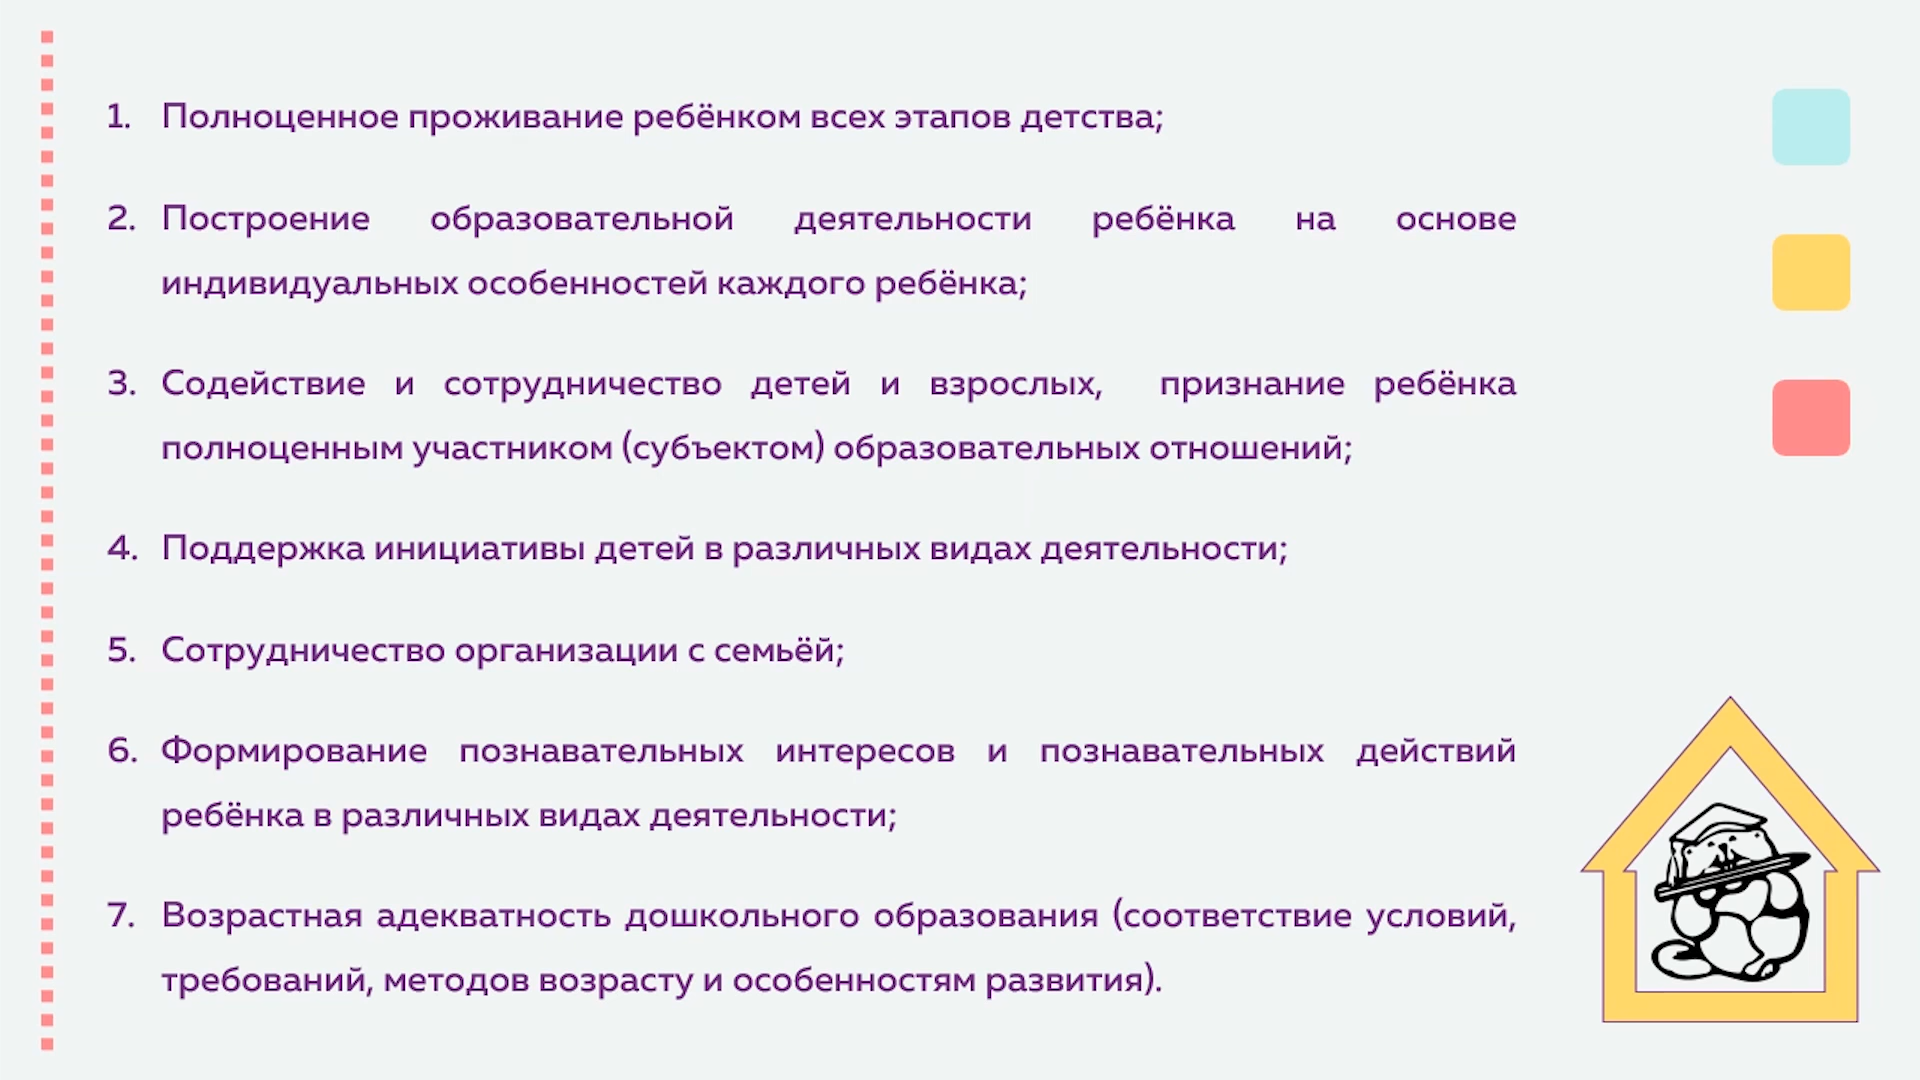 1. Полноценное проживание ребёнком всех этапов детства;
2. Построение образовательной деятельности ребёнка на основе
индивидуальных особенностей каждого ребёнка;
3. Содействие и сотрудничество детей и взрослых, признание ребёнка
полноценным участником (субъектом) образовательных отношений;
4. Поддержка инициативы детей в различных видах деятельности;
5. Сотрудничество организации с семьёй;
6. Формирование познавательных интересов и познавательных действий
ребёнка в различных видах деятельности;
7. Возрастная адекватность дошкольного образования (соответствие условий,
требований, методов возрасту и особенностям развития).